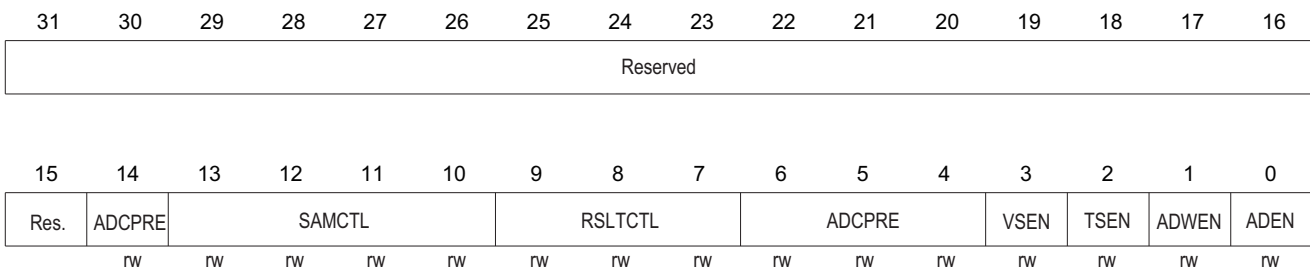 31 30 29 28 27 26 25 24 23 22 21 20 19 18 17 16
Reserved
15 14 13 12 11 10 9 8 7 6 5 4 3 2 1 0
Res. ADCPRE SAMCTL RSLTCTL ADCPRE VSEN TSEN ADWEN ADEN
rw rw rw rw rw rw rw rw rw rw rw rw rw rw rw